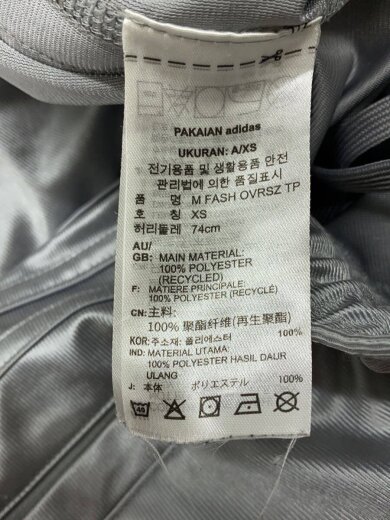 PAKAIAN adidas
UKURAN: A/XS
전기용품 및 생활용품 안전
관리법에 의한 품질표시
품 명 M FASH OVRSZ TP
호 칭 XS
허리둘레 74cm
AU/
GB: MAIN MATERIAL:
100% POLYESTER
(RECYCLED)
F: MATIERE PRINCIPALE:
100% POLYESTER (RECYCLÉ)
CN: 主料:
100% 聚酯纤维(再生聚酯)
KOR: 주소재: 폴리에스터 100%
IND: MATERIAL UTAMA:
100% POLYESTER HASIL DAUR
ULANG
J: 本体 ポリエステル 100%
40